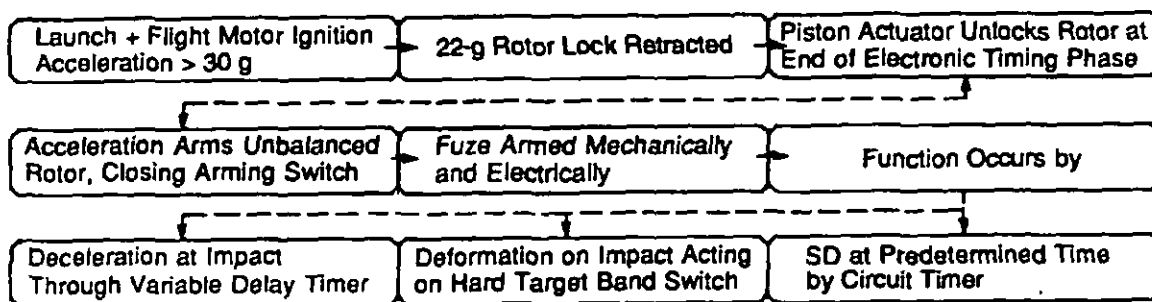 Launch + Flight Motor Ignition
Acceleration > 30 g
22-g Rotor Lock Retracted
Piston Actuator Unlocks Rotor at
End of Electronic Timing Phase
Acceleration Arms Unbalanced
Rotor, Closing Arming Switch
Fuze Armed Mechanically
and Electrically
Function Occurs by
Deceleration at Impact
Through Variable Delay Timer
Deformation on Impact Acting
on Hard Target Band Switch
SD at Predetermined Time
by Circuit Timer